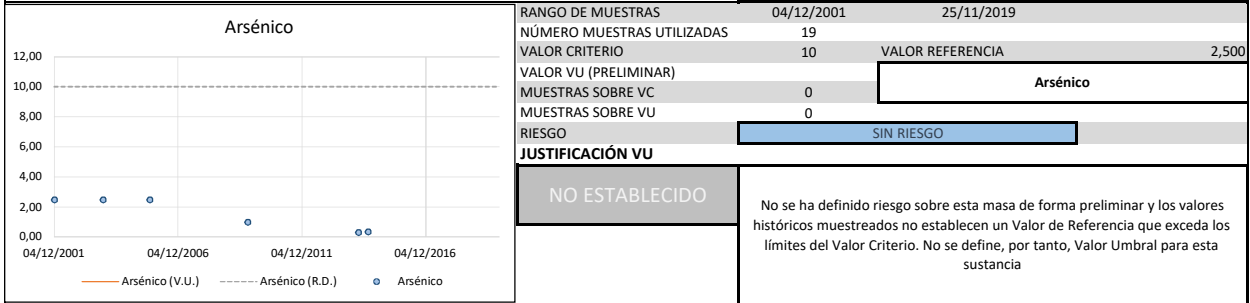 Arsénico
12,00
10,00
8,00
6,00
4,00
2,00
0,00
04/12/2001 04/12/2006 04/12/2011 04/12/2016
Arsénico (V.U.) Arsénico (R.D.) Arsénico
RANGO DE MUESTRAS 04/12/2001 25/11/2019
NÚMERO MUESTRAS UTILIZADAS 19
VALOR CRITERIO 10 VALOR REFERENCIA 2,500
VALOR VU (PRELIMINAR)
Arsénico
MUESTRAS SOBRE VC 0
MUESTRAS SOBRE VU 0
RIESGO SIN RIESGO
JUSTIFICACIÓN VU
NO ESTABLECIDO
No se ha definido riesgo sobre esta masa de forma preliminar y los valores
históricos muestreados no establecen un Valor de Referencia que exceda los
límites del Valor Criterio. No se define, por tanto, Valor Umbral para esta
sustancia